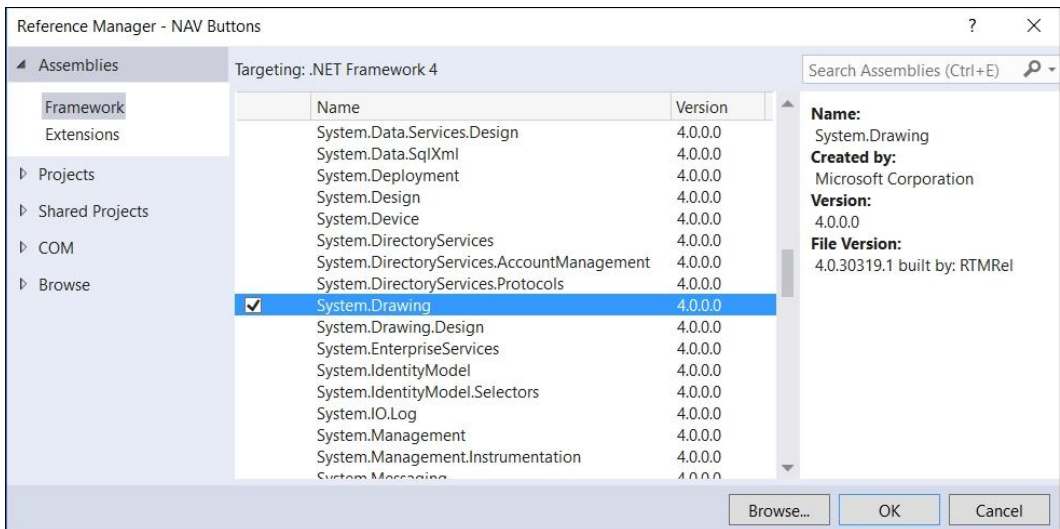 Reference Manager - NAV Buttons
?
Assemblies
Framework
Extensions
Projects
Shared Projects
COM
Browse
Targeting: .NET Framework 4
Search Assemblies (Ctrl+E)
Name Version
System.Data.Services.Design 4.0.0.0
System.Data.SqlXml 4.0.0.0
System.Deployment 4.0.0.0
System.Design 4.0.0.0
System.Device 4.0.0.0
System.DirectoryServices 4.0.0.0
System.DirectoryServices.AccountManagement 4.0.0.0
System.DirectoryServices.Protocols 4.0.0.0
System.Drawing 4.0.0.0
System.Drawing.Design 4.0.0.0
System.EnterpriseServices 4.0.0.0
System.IdentityModel 4.0.0.0
System.IdentityModel.Selectors 4.0.0.0
System.IO.Log 4.0.0.0
System.Management 4.0.0.0
System.Management.Instrumentation 4.0.0.0
System.Messaging 4.0.0.0
Name:
System.Drawing
Created by:
Microsoft Corporation
Version:
4.0.0.0
File Version:
4.0.30319.1 built by: RTMRel
Browse...
OK
Cancel